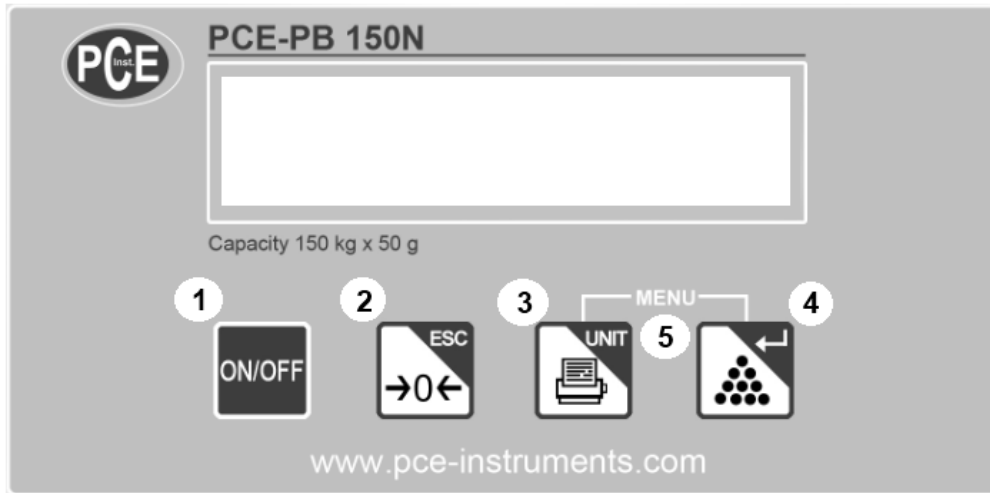 PCE Inst.
PCE-PB 150N
Capacity 150 kg x 50 g
1 2 3 MENU 4
ON/OFF ESC →0← UNIT 5
www.pce-instruments.com